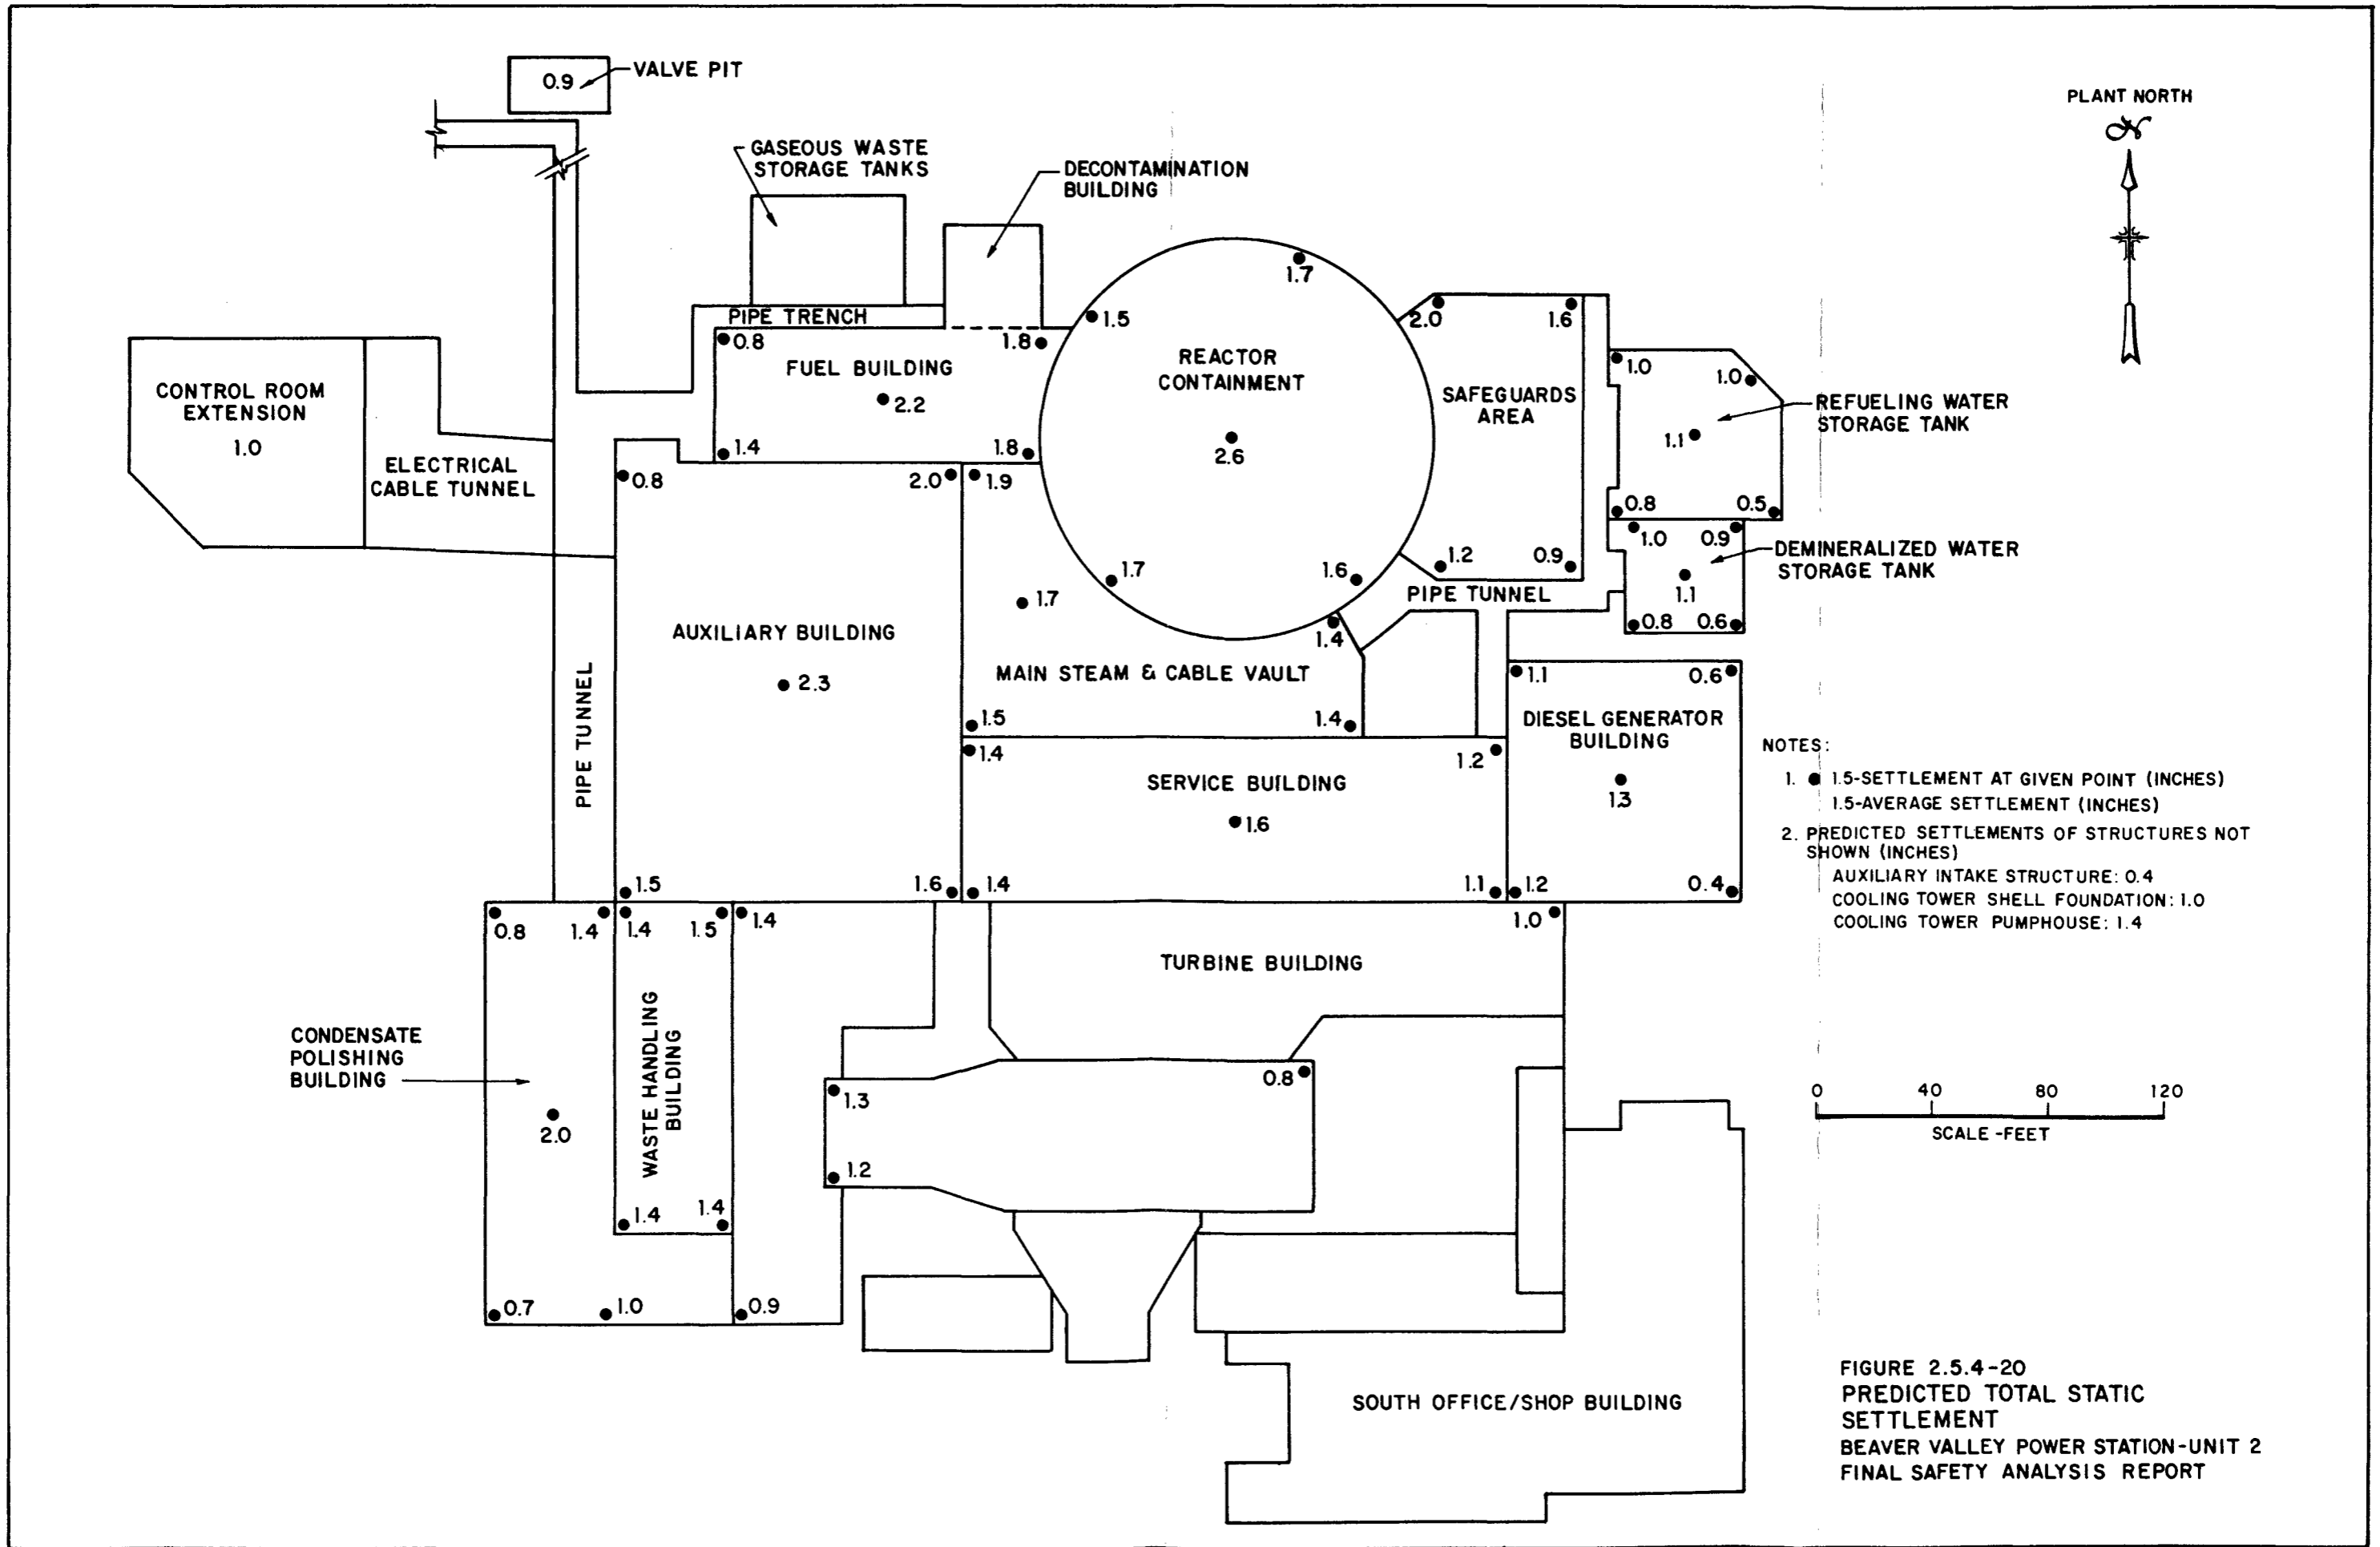 0.9
VALVE PIT
PLANT NORTH
N
GASEOUS WASTE
STORAGE TANKS
DECONTAMINATION
BUILDING
1.7
1.5
2.0
1.6
PIPE TRENCH
0.8
1.8
FUEL BUILDING
2.2
1.4
1.8
REACTOR
CONTAINMENT
2.6
1.7
1.6
SAFEGUARDS
AREA
1.2
0.9
1.0
1.0
1.1
0.8
0.5
REFUELING WATER
STORAGE TANK
1.0
0.9
1.1
0.8
0.6
DEMINERALIZED WATER
STORAGE TANK
CONTROL ROOM
EXTENSION
1.0
ELECTRICAL
CABLE TUNNEL
PIPE TUNNEL
0.8
2.0
AUXILIARY BUILDING
2.3
1.5
1.6
1.9
1.7
1.4
MAIN STEAM & CABLE VAULT
1.5
1.4
PIPE TUNNEL
1.4
1.2
SERVICE BUILDING
1.6
1.4
1.1
1.1
0.6
DIESEL GENERATOR
BUILDING
1.3
1.2
0.4
NOTES:
1. ● 1.5-SETTLEMENT AT GIVEN POINT (INCHES)
1.5-AVERAGE SETTLEMENT (INCHES)
2. PREDICTED SETTLEMENTS OF STRUCTURES NOT
SHOWN (INCHES)
AUXILIARY INTAKE STRUCTURE: 0.4
COOLING TOWER SHELL FOUNDATION: 1.0
COOLING TOWER PUMPHOUSE: 1.4
0.8
1.4
1.4
1.5
1.4
1.0
TURBINE BUILDING
CONDENSATE
POLISHING
BUILDING
2.0
WASTE HANDLING
BUILDING
1.4
1.4
0.7
1.0
0.9
1.3
0.8
1.2
0 40 80 120
SCALE -FEET
SOUTH OFFICE/SHOP BUILDING
FIGURE 2.5.4-20
PREDICTED TOTAL STATIC
SETTLEMENT
BEAVER VALLEY POWER STATION-UNIT 2
FINAL SAFETY ANALYSIS REPORT